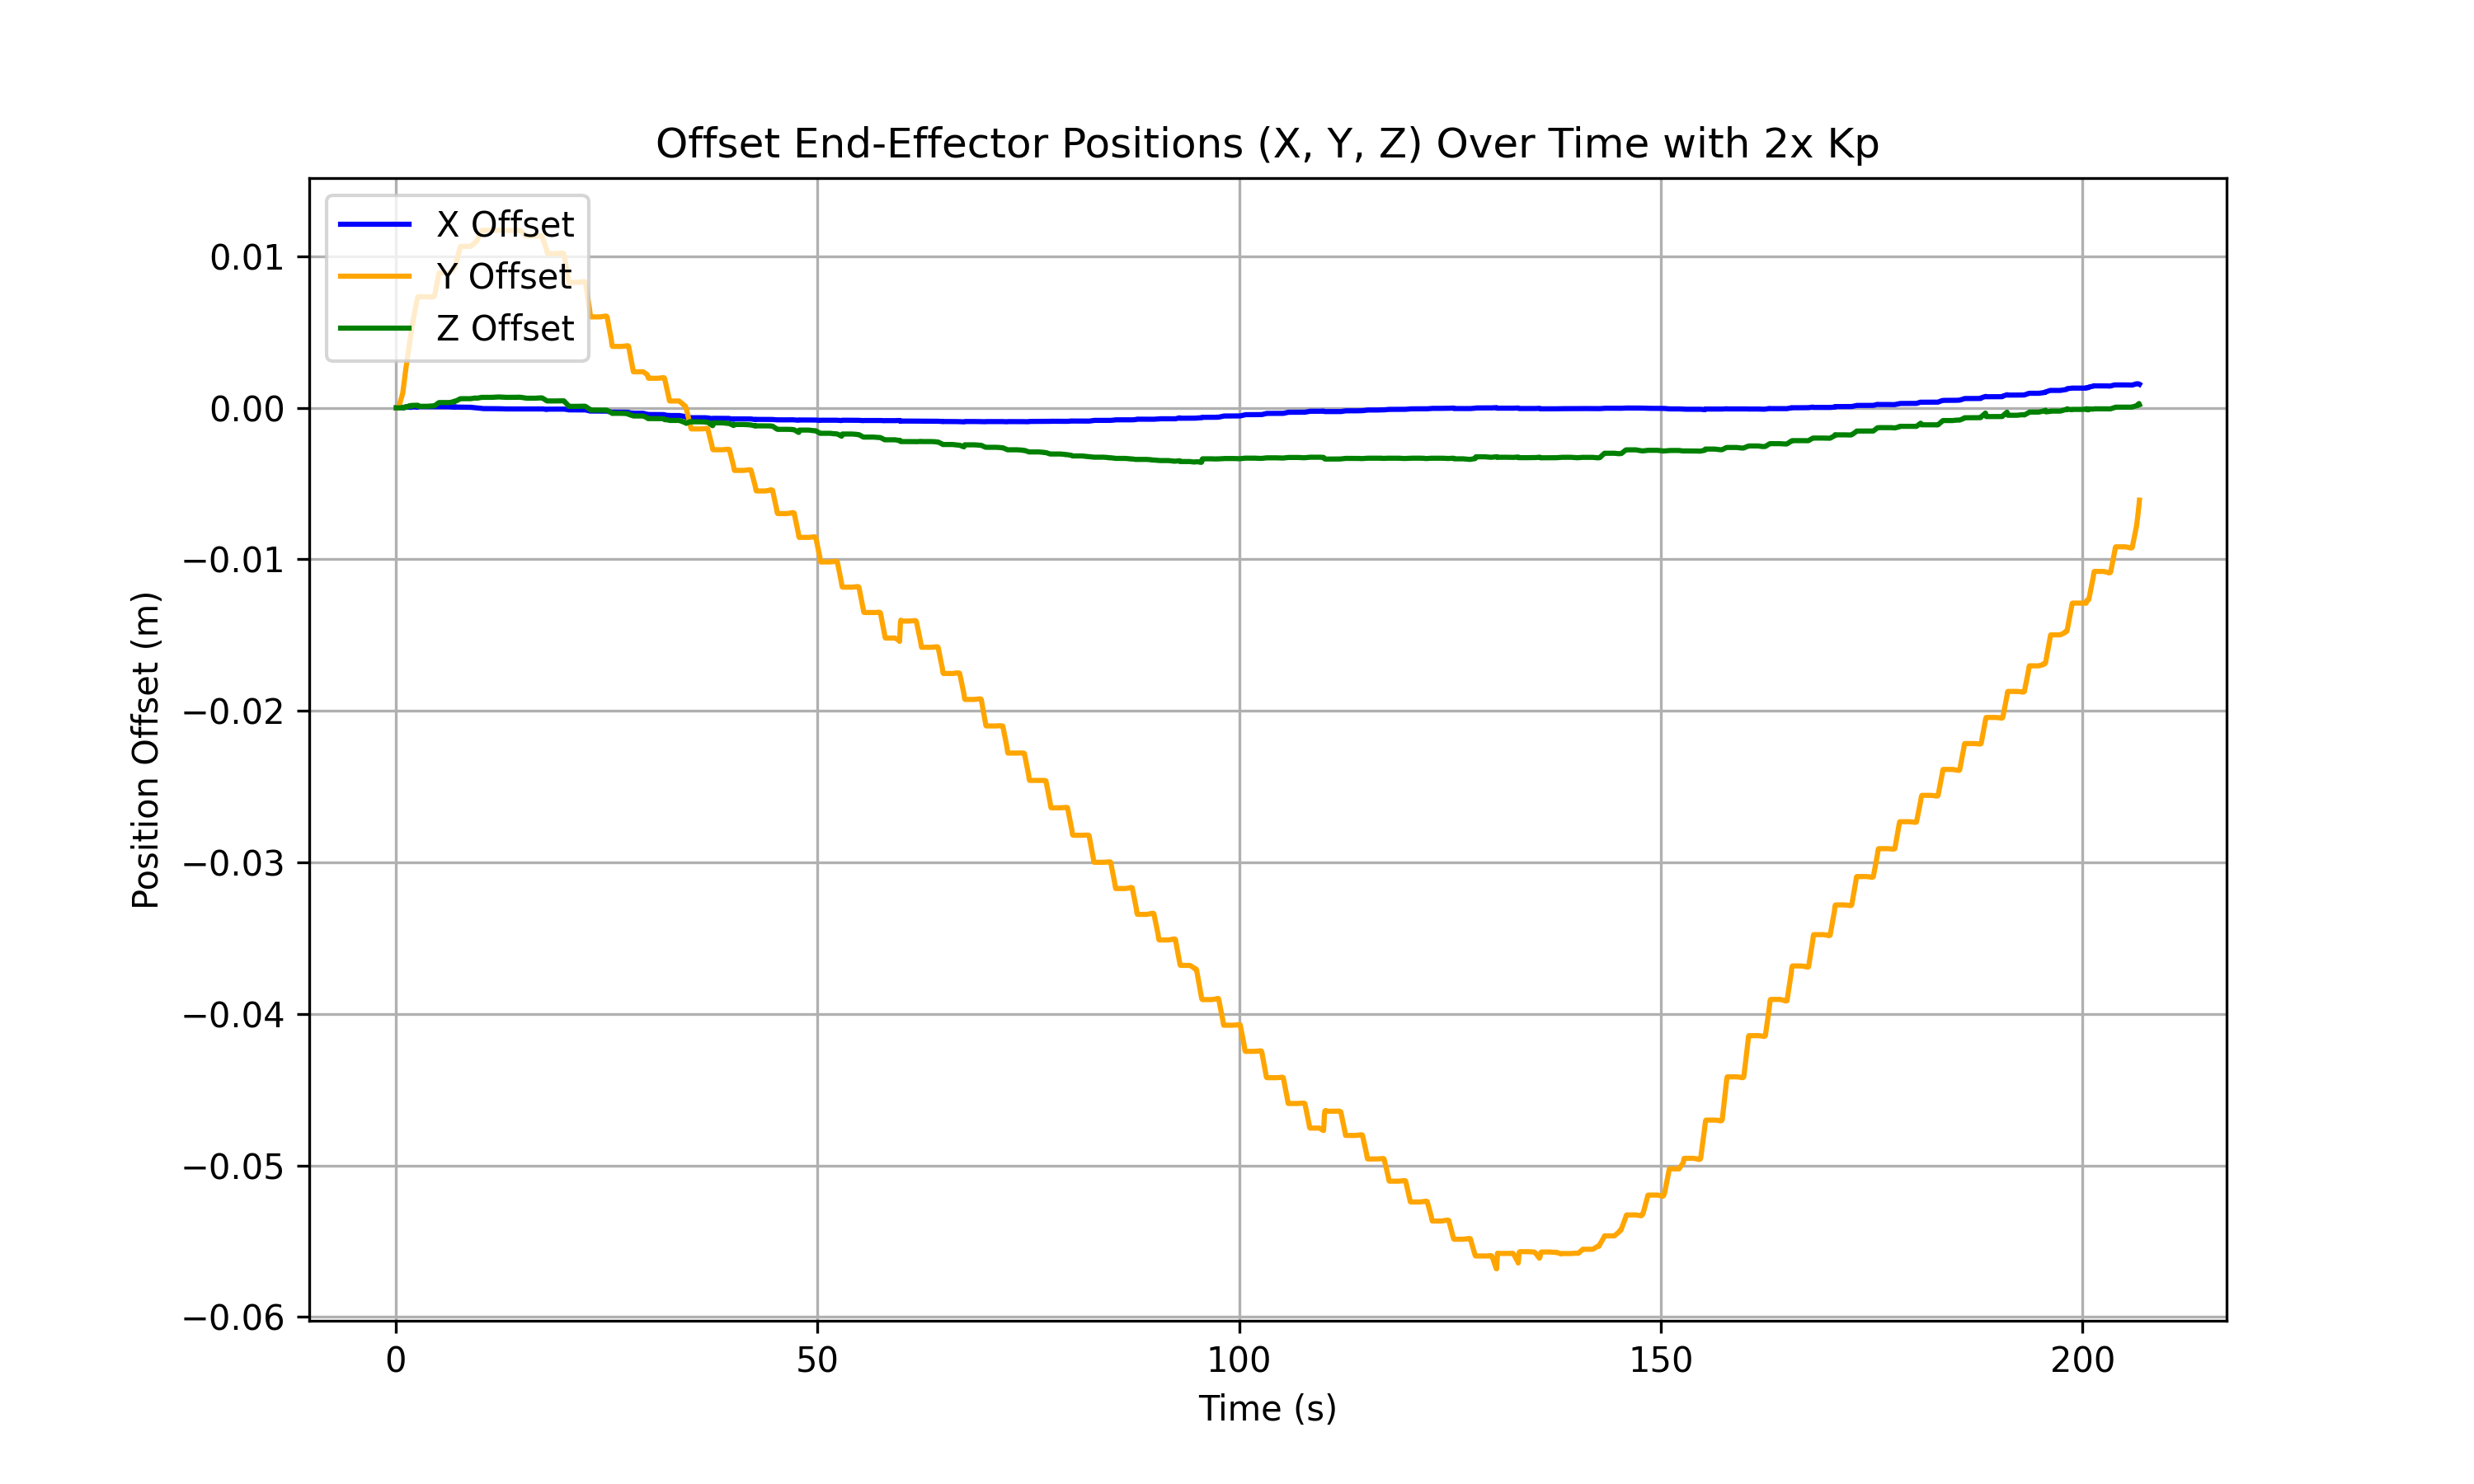 Offset End-Effector Positions (X, Y, Z) Over Time with 2x Kp
X Offset
Y Offset
Z Offset
0.01
0.00
−0.01
−0.02
−0.03
−0.04
−0.05
−0.06
Position Offset (m)
0 50 100 150 200
Time (s)